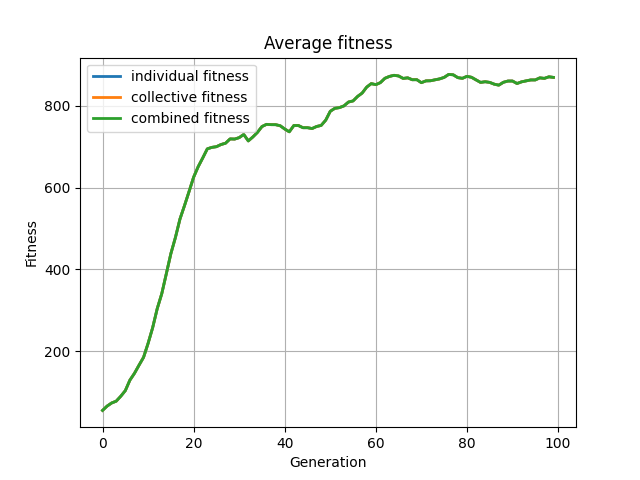 Average fitness
individual fitness
collective fitness
combined fitness
800
600
400
200
Fitness
0 20 40 60 80 100
Generation